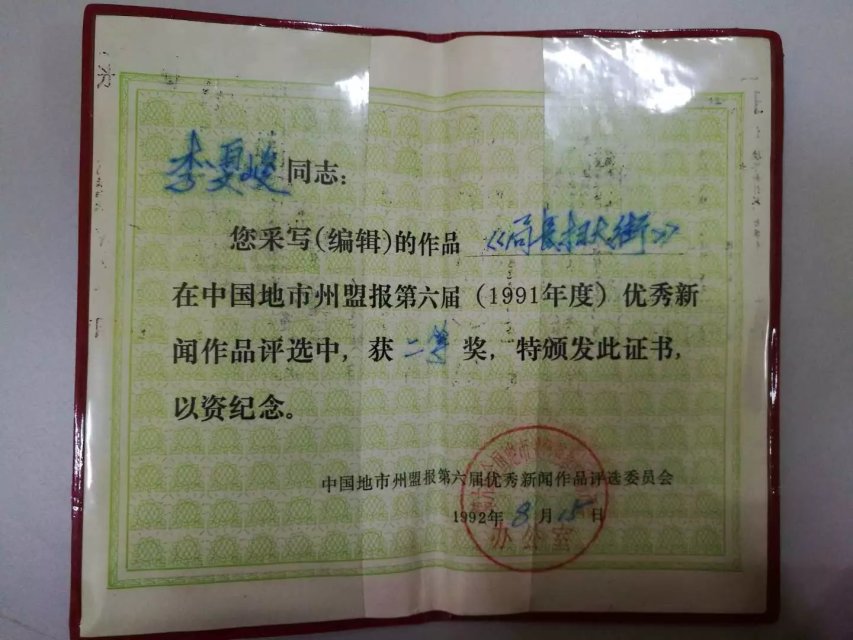 李夏峻同志：
您采写(编辑)的作品《局长扫大街》
在中国地市州盟报第六届（1991年度）优秀新
闻作品评选中，获二等奖，特颁发此证书，
以资纪念。
中国地市州盟报第六届优秀新闻作品评选委员会
1992年8月15日
办公室